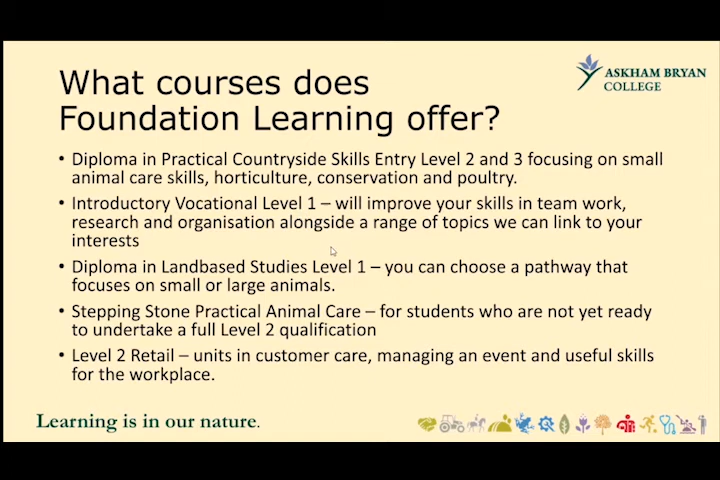 ASKHAM BRYAN
COLLEGE
What courses does
Foundation Learning offer?
• Diploma in Practical Countryside Skills Entry Level 2 and 3 focusing on small
animal care skills, horticulture, conservation and poultry.
• Introductory Vocational Level 1 – will improve your skills in team work,
research and organisation alongside a range of topics we can link to your
interests
• Diploma in Landbased Studies Level 1 – you can choose a pathway that
focuses on small or large animals.
• Stepping Stone Practical Animal Care – for students who are not yet ready
to undertake a full Level 2 qualification
• Level 2 Retail – units in customer care, managing an event and useful skills
for the workplace.
Learning is in our nature.